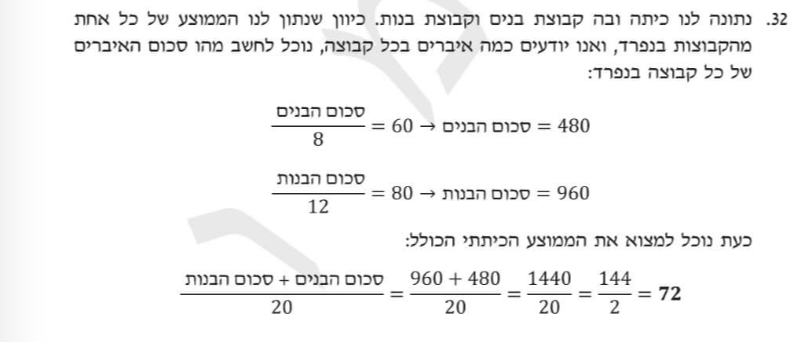 32. נתונה לנו כיתה ובה קבוצת בנים וקבוצת בנות. כיוון שנתון לנו הממוצע של כל אחת
מהקבוצות בנפרד, ואנו יודעים כמה איברים בכל קבוצה, נוכל לחשב מהו סכום האיברים
של כל קבוצה בנפרד:
סכום הבנים / 8 = 60 → סכום הבנים = 480
סכום הבנות / 12 = 80 → סכום הבנות = 960
כעת נוכל למצוא את הממוצע הכיתתי הכולל:
סכום הבנים + סכום הבנות / 20 = 960 + 480 / 20 = 1440 / 20 = 144 / 2 = 72